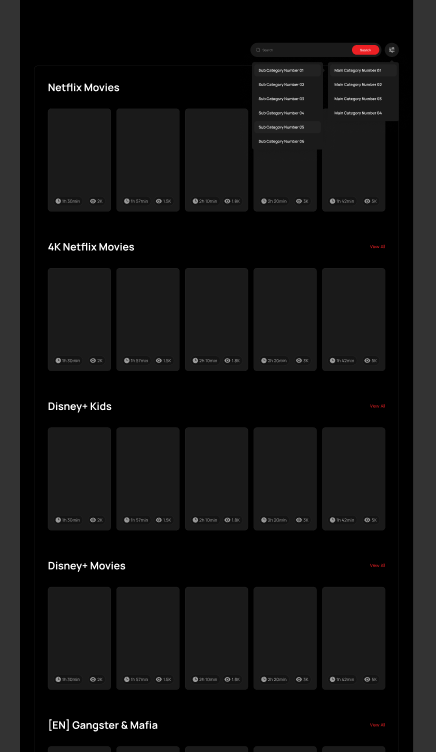 Search
Search
Sub Category Number 01
Main Category Number 01
Sub Category Number 02
Main Category Number 02
Sub Category Number 03
Main Category Number 03
Sub Category Number 04
Main Category Number 04
Sub Category Number 05
Sub Category Number 06
Netflix Movies
1h 30min 2K 1h 57min 1.5K 2h 10min 1.8K 2h 20min 3K 1h 42min 5K
4K Netflix Movies View All
1h 30min 2K 1h 57min 1.5K 2h 10min 1.8K 2h 20min 3K 1h 42min 5K
Disney+ Kids View All
1h 30min 2K 1h 57min 1.5K 2h 10min 1.8K 2h 20min 3K 1h 42min 5K
Disney+ Movies View All
1h 30min 2K 1h 57min 1.5K 2h 10min 1.8K 2h 20min 3K 1h 42min 5K
[EN] Gangster & Mafia View All